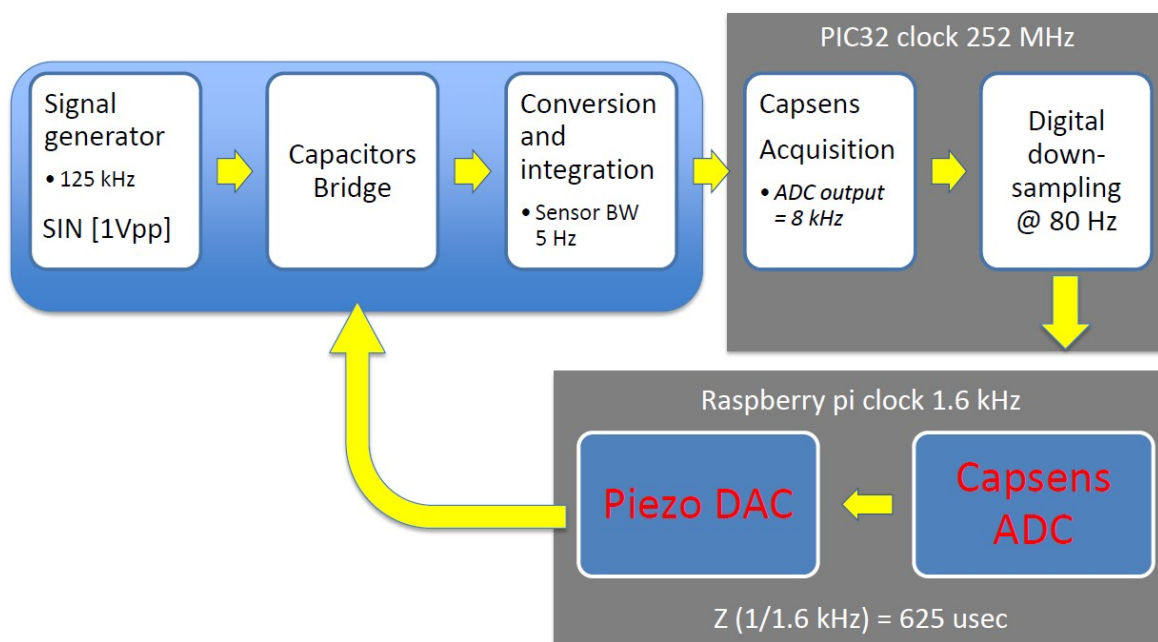 PIC32 clock 252 MHz
Signal
generator
• 125 kHz
SIN [1Vpp]
Capacitors
Bridge
Conversion
and
integration
• Sensor BW
5 Hz
Capsens
Acquisition
• ADC output
= 8 kHz
Digital
down-
sampling
@ 80 Hz
Raspberry pi clock 1.6 kHz
Piezo DAC
Capsens
ADC
Z (1/1.6 kHz) = 625 usec